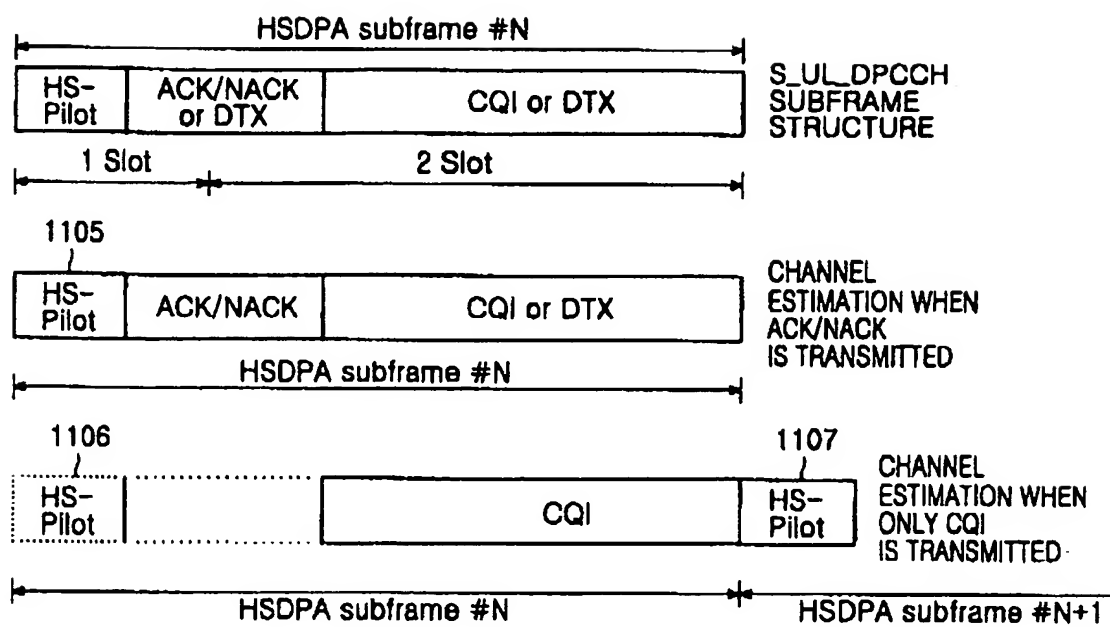 HSDPA subframe #N
HS-
Pilot
ACK/NACK
or DTX
CQI or DTX
S_UL_DPCCH
SUBFRAME
STRUCTURE
1 Slot
2 Slot
1105
HS-
Pilot
ACK/NACK
CQI or DTX
CHANNEL
ESTIMATION WHEN
ACK/NACK
IS TRANSMITTED
HSDPA subframe #N
1106
1107
HS-
Pilot
CQI
HS-
Pilot
CHANNEL
ESTIMATION WHEN
ONLY CQI
IS TRANSMITTED
HSDPA subframe #N
HSDPA subframe #N+1